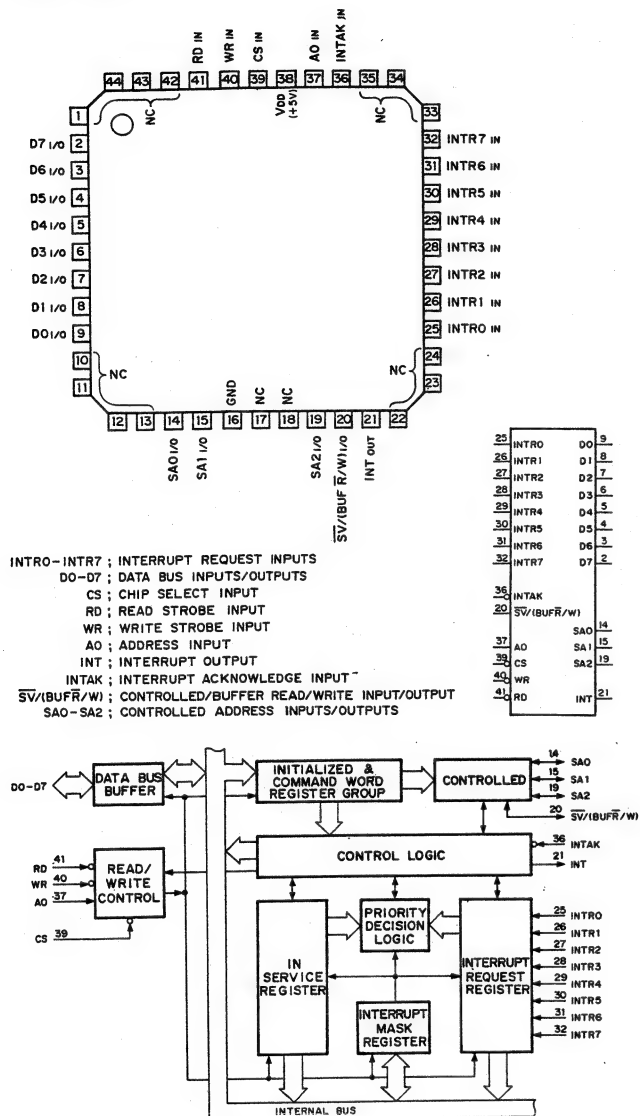 RD IN
WR IN
CS IN
AO IN
INTAK IN
44 43 42 41 40 39 38 37 36 35 34
NC
VDD
(+5V)
NC
1
33
D7 I/O 2
32 INTR7 IN
D6 I/O 3
31 INTR6 IN
D5 I/O 4
30 INTR5 IN
D4 I/O 5
29 INTR4 IN
D3 I/O 6
28 INTR3 IN
D2 I/O 7
27 INTR2 IN
D1 I/O 8
26 INTR1 IN
D0 I/O 9
25 INTR0 IN
10
24
11
23
NC
GND
NC
NC
NC
12 13 14 15 16 17 18 19 20 21 22
SA0 I/O
SA1 I/O
SA2 I/O
SV/(BUF R/W) I/O
INT OUT
25 INTR0 D0 9
26 INTR1 D1 8
27 INTR2 D2 7
28 INTR3 D3 6
29 INTR4 D4 5
30 INTR5 D5 4
31 INTR6 D6 3
32 INTR7 D7 2
36 INTAK
20 SV/(BUFR/W)
SA0 14
37 AO SA1 15
39 CS SA2 19
40 WR
41 RD INT 21
INTR0-INTR7 ; INTERRUPT REQUEST INPUTS
D0-D7 ; DATA BUS INPUTS/OUTPUTS
CS ; CHIP SELECT INPUT
RD ; READ STROBE INPUT
WR ; WRITE STROBE INPUT
AO ; ADDRESS INPUT
INT ; INTERRUPT OUTPUT
INTAK ; INTERRUPT ACKNOWLEDGE INPUT
SV/(BUFR/W) ; CONTROLLED/BUFFER READ/WRITE INPUT/OUTPUT
SA0-SA2 ; CONTROLLED ADDRESS INPUTS/OUTPUTS
D0-D7
DATA BUS
BUFFER
INITIALIZED &
COMMAND WORD
REGISTER GROUP
CONTROLLED
14 SA0
15 SA1
19 SA2
20 SV/(BUFR/W)
CONTROL LOGIC
36 INTAK
21 INT
RD 41
WR 40
AO 37
CS 39
READ/
WRITE
CONTROL
IN
SERVICE
REGISTER
PRIORITY
DECISION
LOGIC
INTERRUPT
MASK
REGISTER
INTERRUPT
REQUEST
REGISTER
25 INTR0
26 INTR1
27 INTR2
28 INTR3
29 INTR4
30 INTR5
31 INTR6
32 INTR7
INTERNAL BUS